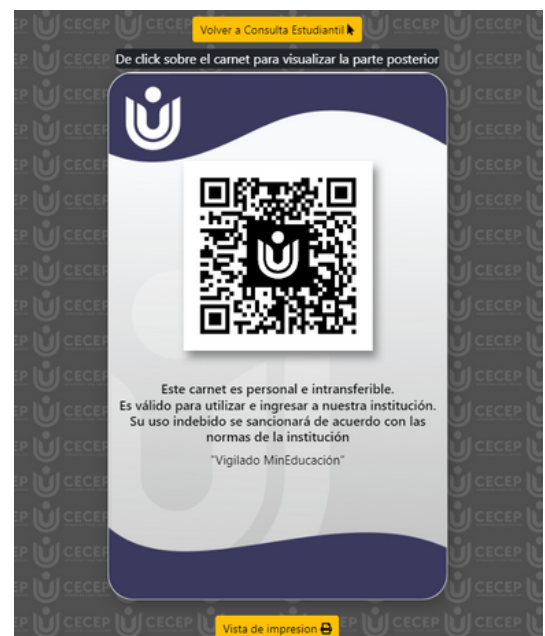 Volver a Consulta Estudiantil
De click sobre el carnet para visualizar la parte posterior
Este carnet es personal e intransferible.
Es válido para utilizar e ingresar a nuestra institución.
Su uso indebido se sancionará de acuerdo con las
normas de la institución
"Vigilado MinEducación"
Vista de impresion
CECEP